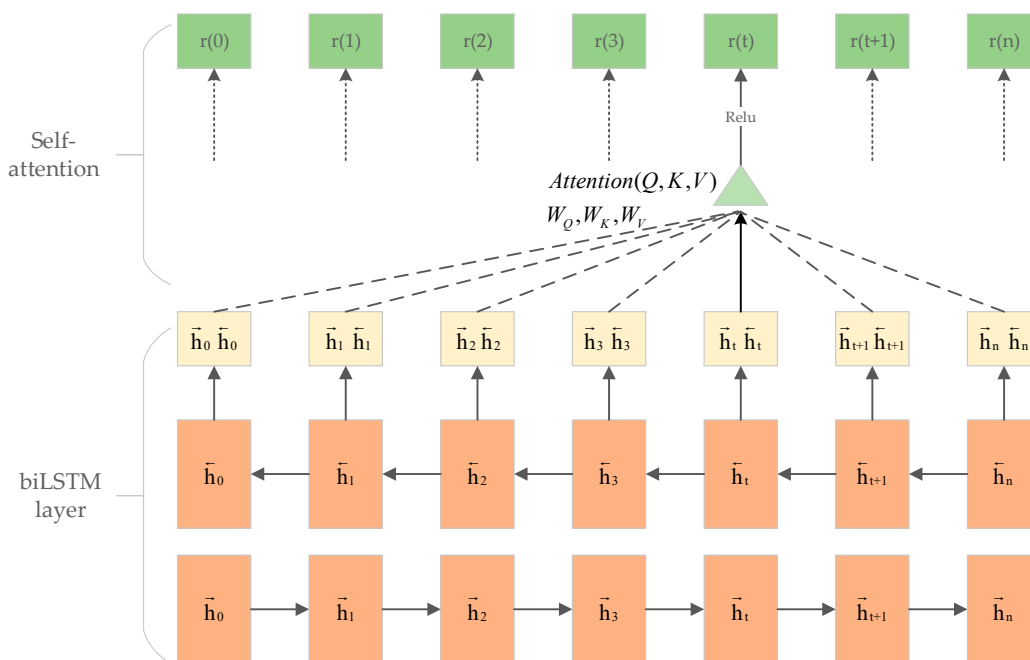 r(0) r(1) r(2) r(3) r(t) r(t+1) r(n)
Relu
Self-
attention
Attention(Q,K,V)
W_Q,W_K,W_V
h⃗₀ h⃖₀ h⃗₁ h⃖₁ h⃗₂ h⃖₂ h⃗₃ h⃖₃ h⃗ₜ h⃖ₜ h⃗ₜ₊₁ h⃖ₜ₊₁ h⃗ₙ h⃖ₙ
h⃖₀ h⃖₁ h⃖₂ h⃖₃ h⃖ₜ h⃖ₜ₊₁ h⃖ₙ
biLSTM
layer
h⃗₀ h⃗₁ h⃗₂ h⃗₃ h⃗ₜ h⃗ₜ₊₁ h⃗ₙ